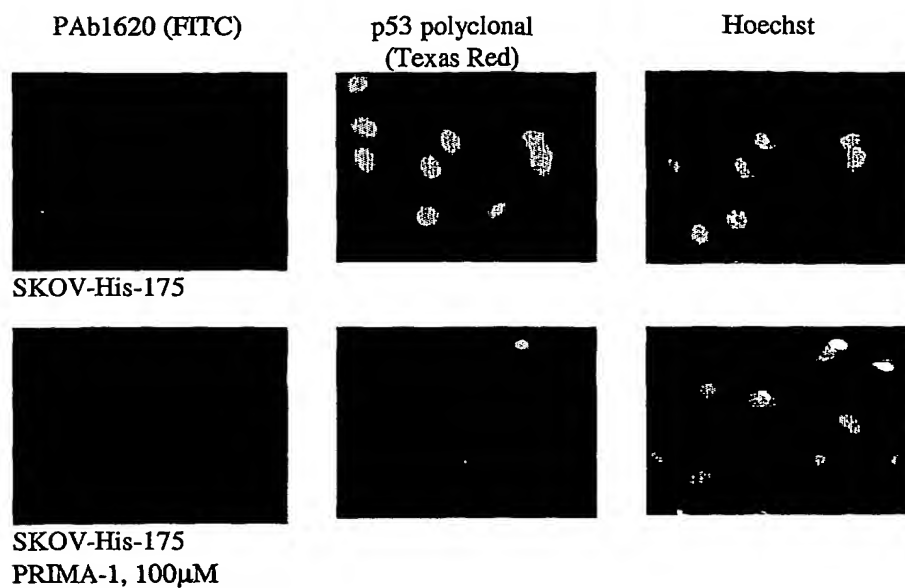 PAb1620 (FITC)
p53 polyclonal
(Texas Red)
Hoechst
SKOV-His-175
SKOV-His-175
PRIMA-1, 100μM